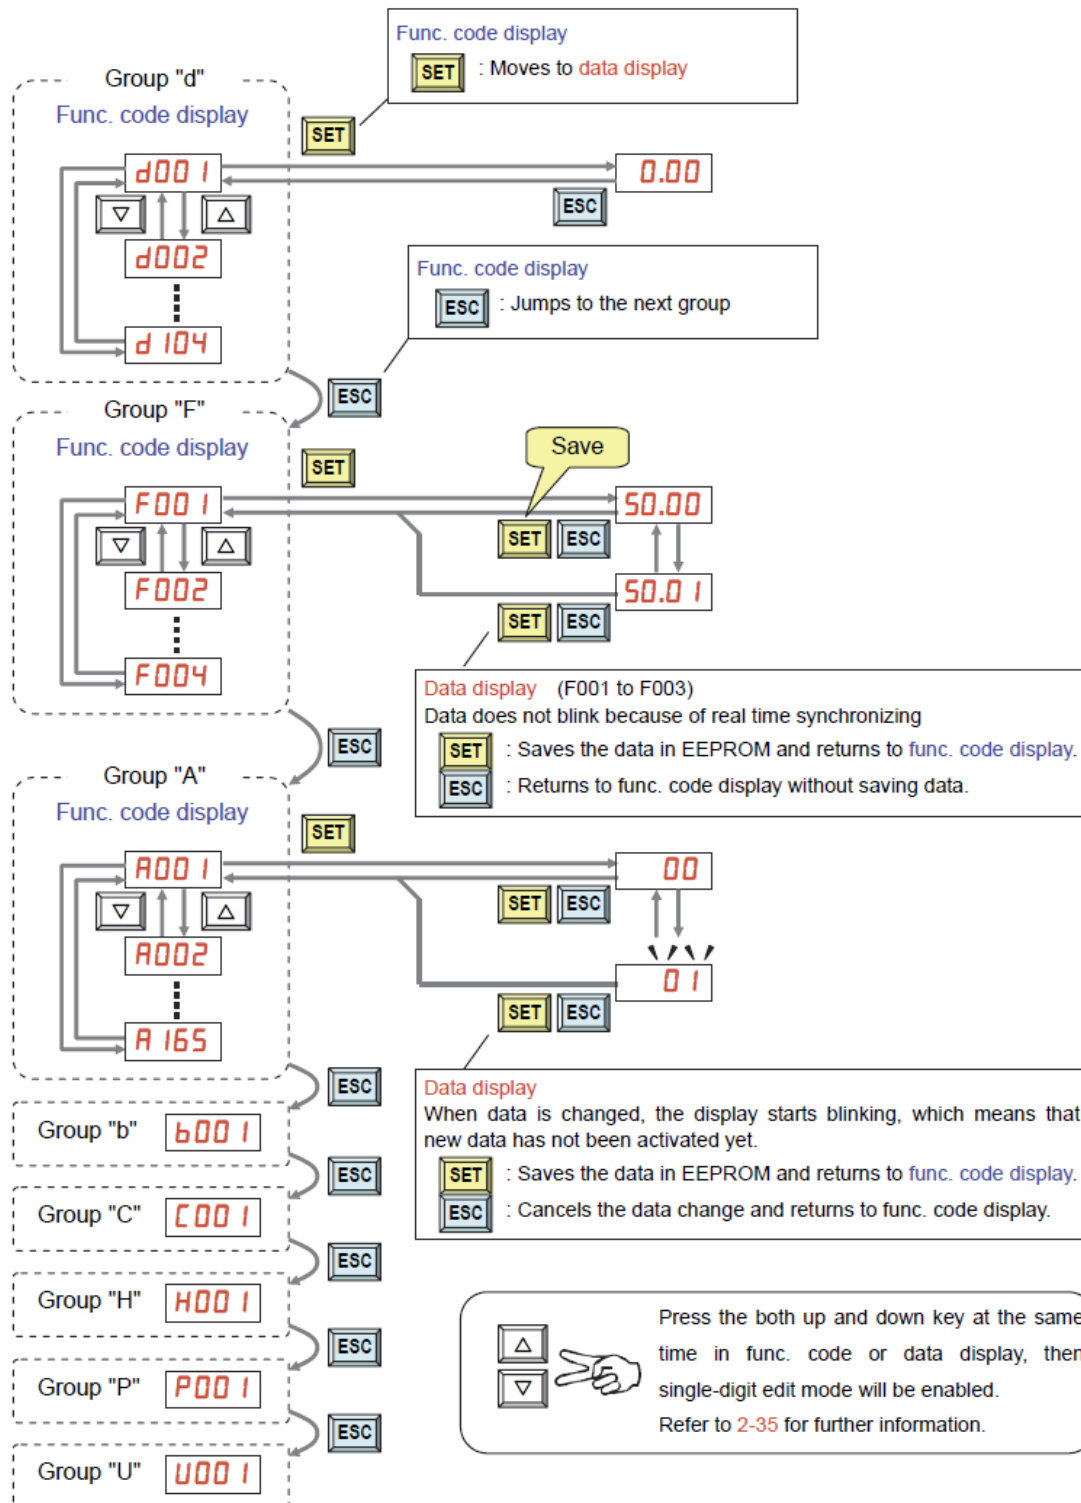 Func. code display
SET : Moves to data display
Group "d"
Func. code display
SET
d001
0.00
ESC
d002
d104
Func. code display
ESC : Jumps to the next group
ESC
Group "F"
Func. code display
SET
Save
F001
50.00
SET ESC
F002
50.01
SET ESC
F004
Data display (F001 to F003)
Data does not blink because of real time synchronizing
SET : Saves the data in EEPROM and returns to func. code display.
ESC : Returns to func. code display without saving data.
ESC
Group "A"
Func. code display
SET
A001
00
SET ESC
A002
01
SET ESC
A165
ESC
Data display
When data is changed, the display starts blinking, which means that
new data has not been activated yet.
SET : Saves the data in EEPROM and returns to func. code display.
ESC : Cancels the data change and returns to func. code display.
Group "b" b001
ESC
Group "C" C001
ESC
Group "H" H001
ESC
Group "P" P001
ESC
Group "U" U001
Press the both up and down key at the same
time in func. code or data display, then
single-digit edit mode will be enabled.
Refer to 2-35 for further information.